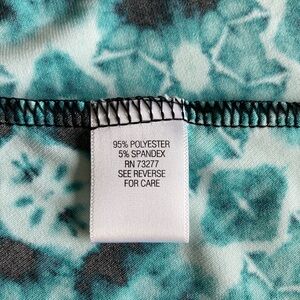 95% POLYESTER
5% SPANDEX
RN 73277
SEE REVERSE
FOR CARE